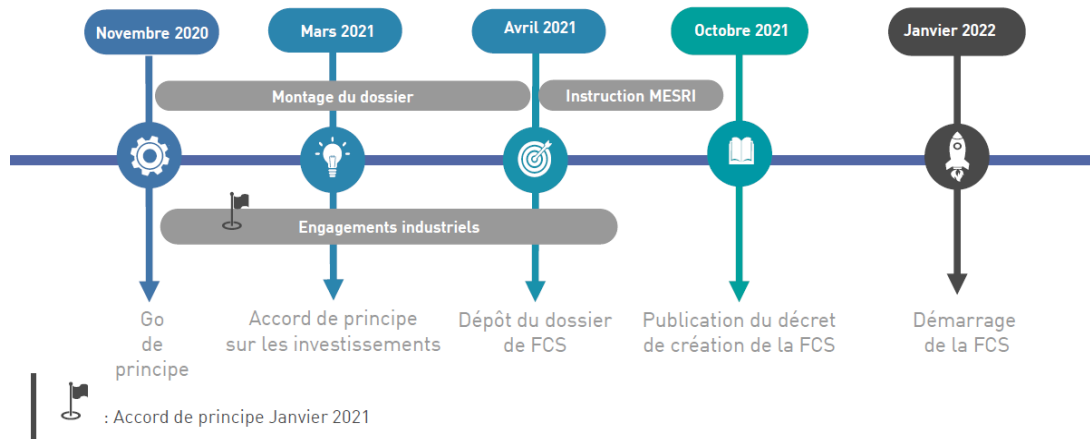 Novembre 2020
Mars 2021
Avril 2021
Octobre 2021
Janvier 2022
Montage du dossier
Instruction MESRI
Engagements industriels
Go
de
principe
Accord de principe
sur les investissements
Dépôt du dossier
de FCS
Publication du décret
de création de la FCS
Démarrage
de la FCS
: Accord de principe Janvier 2021